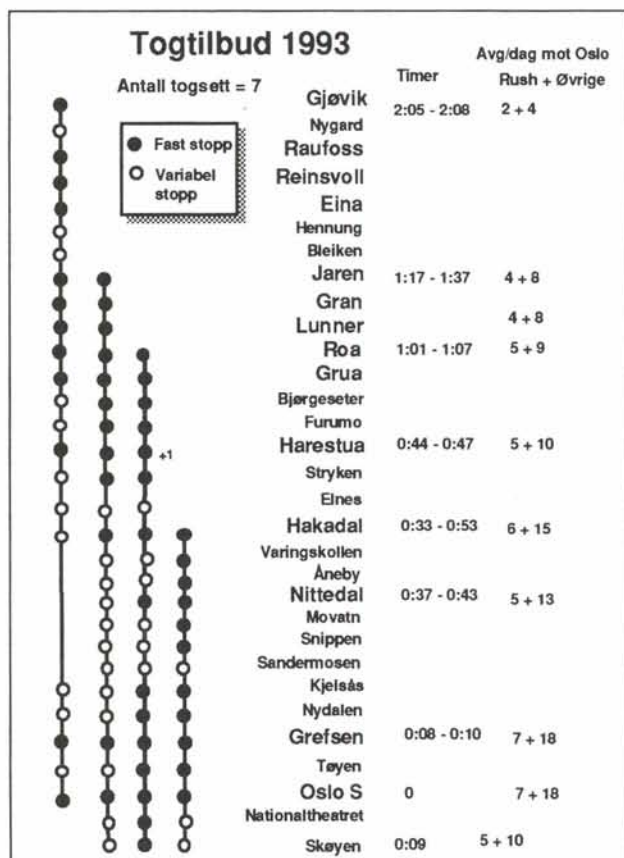 Togtilbud 1993
Antall togsett = 7
Timer
Avg/dag mot Oslo
Rush + Øvrige
Fast stopp
Variabel
stopp
Gjøvik 2:05 - 2:08 2 + 4
Nygard
Raufoss
Reinsvoll
Eina
Hennung
Bleiken
Jaren 1:17 - 1:37 4 + 8
Gran
4 + 8
Lunner
Roa 1:01 - 1:07 5 + 9
Grua
Bjørgeseter
Furumo
Harestua 0:44 - 0:47 5 + 10
+1
Stryken
Elnes
Hakadal 0:33 - 0:53 6 + 15
Varingskollen
Åneby
Nittedal 0:37 - 0:43 5 + 13
Movatn
Snippen
Sandermosen
Kjelsås
Nydalen
Grefsen 0:08 - 0:10 7 + 18
Tøyen
Oslo S 0 7 + 18
Nationaltheatret
Skøyen 0:09 5 + 10